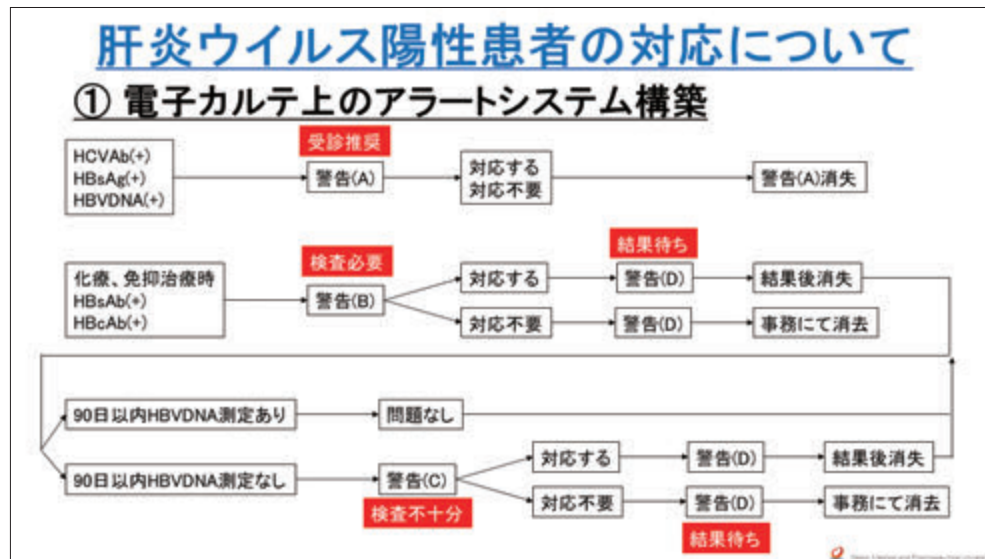 肝炎ウイルス陽性患者の対応について
① 電子カルテ上のアラートシステム構築
受診推奨
HCVAb(+)
HBsAg(+)
HBVDNA(+)
警告(A)
対応する
対応不要
警告(A)消失
検査必要
結果待ち
化療、免抑治療時
HBsAb(+)
HBcAb(+)
警告(B)
対応する
警告(D)
結果後消失
対応不要
警告(D)
事務にて消去
90日以内HBVDNA測定あり
問題なし
90日以内HBVDNA測定なし
警告(C)
検査不十分
対応する
警告(D)
結果後消失
対応不要
警告(D)
事務にて消去
結果待ち